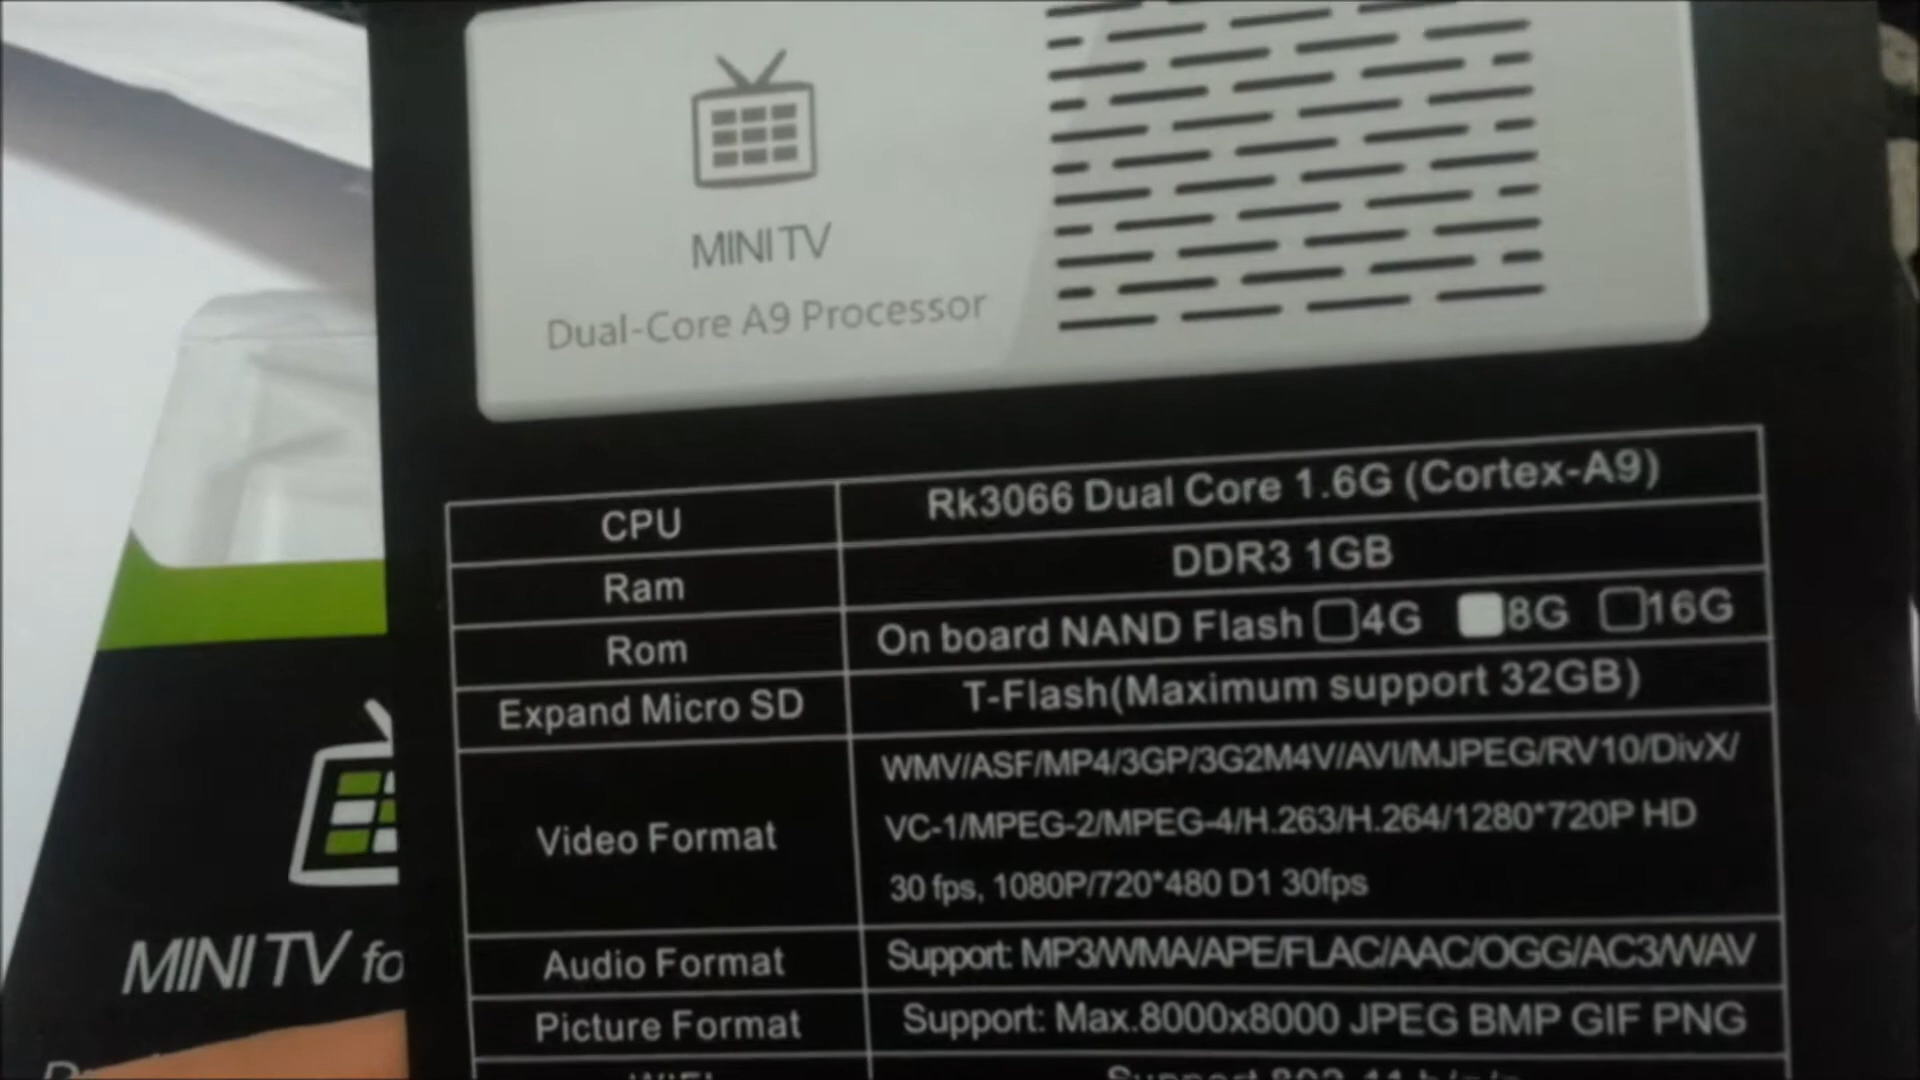 MINI TV
Dual-Core A9 Processor
CPU
Rk3066 Dual Core 1.6G (Cortex-A9)
Ram
DDR3 1GB
Rom
On board NAND Flash 4G 8G 16G
Expand Micro SD
T-Flash(Maximum support 32GB)
Video Format
WMV/ASF/MP4/3GP/3G2M4V/AVI/MJPEG/RV10/DivX/
VC-1/MPEG-2/MPEG-4/H.263/H.264/1280*720P HD
30 fps, 1080P/720*480 D1 30fps
Audio Format
Support: MP3/WMA/APE/FLAC/AAC/OGG/AC3/WAV
Picture Format
Support: Max.8000x8000 JPEG BMP GIF PNG
MINI TV fo